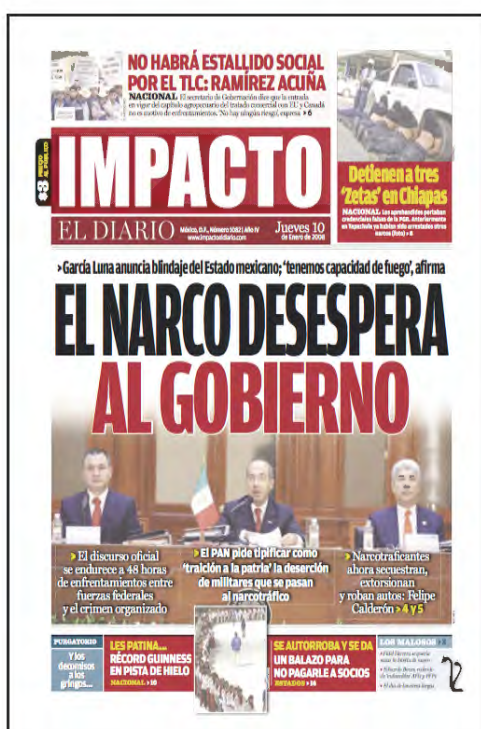 NO HABRÁ ESTALLIDO SOCIAL
POR EL TLC: RAMÍREZ ACUÑA
NACIONAL El secretario de Gobernación dice que la entrada
en vigor del capítulo agropecuario del tratado comercial con EU y Canadá
no es motivo de enfrentamientos. 'No hay ningún riesgo', expresa > 6
$3 PRECIO
AL PÚBLICO
IMPACTO
EL DIARIO
México, D.F., Número 1082 | Año IV
www.impactoeldiario.com
Jueves 10
de Enero de 2008
Detienen a tres
'Zetas' en Chiapas
NACIONAL Los aprehendidos portaban
credenciales falsas de la PGR. Anteriormente
en Tapachula ya habían sido arrestados otros
narcos (foto) > 8
> García Luna anuncia blindaje del Estado mexicano; 'tenemos capacidad de fuego', afirma
EL NARCO DESESPERA
AL GOBIERNO
> El discurso oficial
se endurece a 48 horas
de enfrentamientos entre
fuerzas federales
y el crimen organizado
> El PAN pide tipificar como
'traición a la patria' la deserción
de militares que se pasan
al narcotráfico
> Narcotraficantes
ahora secuestran,
extorsionan
y roban autos: Felipe
Calderón > 4 y 5
PURGATORIO
Y los
decomisos
a los
gringos...
LES PATINA...
RÉCORD GUINNESS
EN PISTA DE HIELO
NACIONAL > 10
SE AUTORROBA Y SE DA
UN BALAZO PARA
NO PAGARLE A SOCIOS
ESTADOS > 14
LOS MALOSOS > 2
72